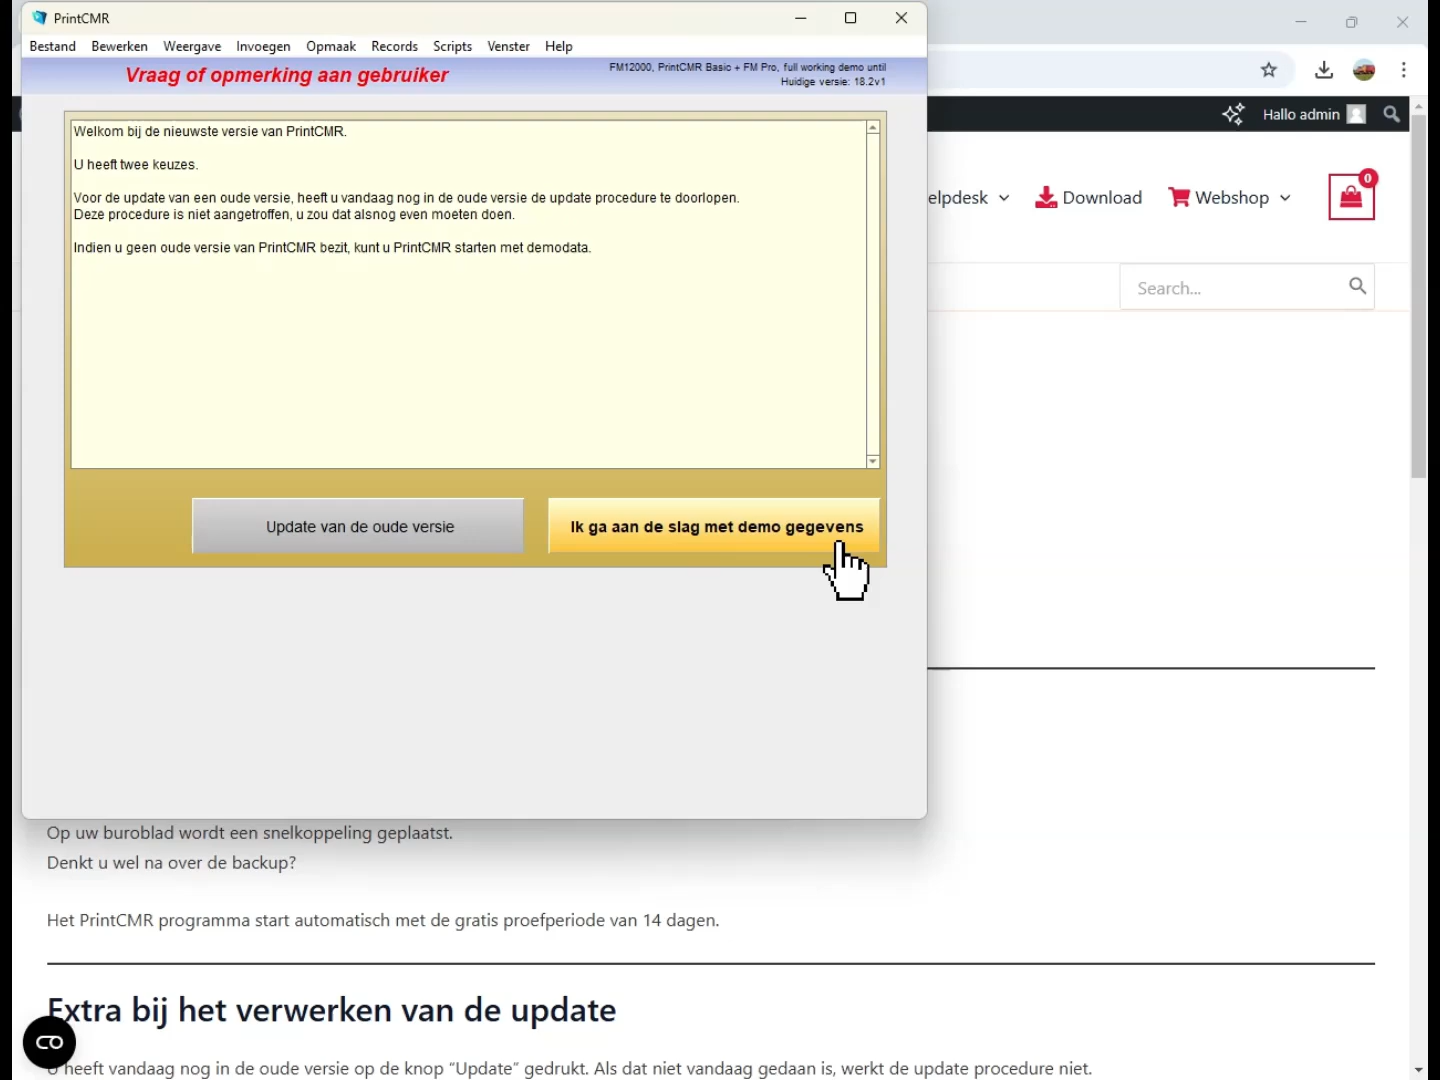 PrintCMR
Bestand Bewerken Weergave Invoegen Opmaak Records Scripts Venster Help
Vraag of opmerking aan gebruiker
FM12000, PrintCMR Basic + FM Pro, full working demo until
Huidige versie: 18.2v1
Welkom bij de nieuwste versie van PrintCMR.
U heeft twee keuzes.
Voor de update van een oude versie, heeft u vandaag nog in de oude versie de update procedure te doorlopen.
Deze procedure is niet aangetroffen, u zou dat alsnog even moeten doen.
Indien u geen oude versie van PrintCMR bezit, kunt u PrintCMR starten met demodata.
Update van de oude versie
Ik ga aan de slag met demo gegevens
Hallo admin
elpdesk
Download
Webshop
0
Search...
Op uw buroblad wordt een snelkoppeling geplaatst.
Denkt u wel na over de backup?
Het PrintCMR programma start automatisch met de gratis proefperiode van 14 dagen.
Extra bij het verwerken van de update
U heeft vandaag nog in de oude versie op de knop “Update” gedrukt. Als dat niet vandaag gedaan is, werkt de update procedure niet.